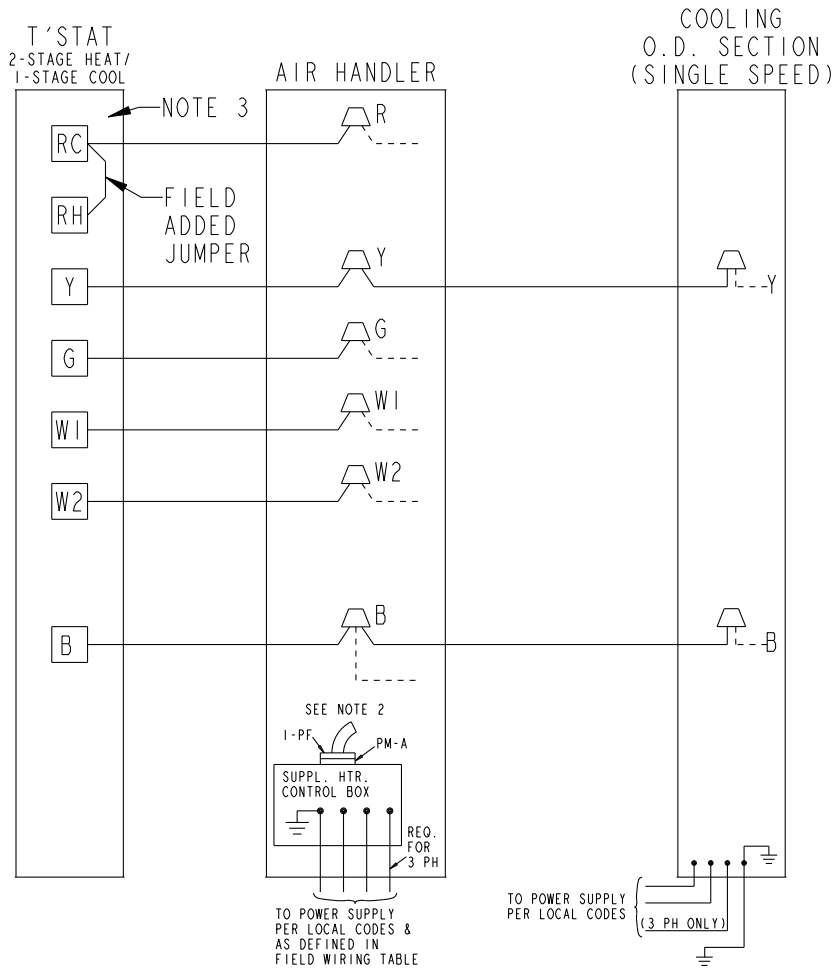 T'STAT
2-STAGE HEAT/
1-STAGE COOL
AIR HANDLER
COOLING
O.D. SECTION
(SINGLE SPEED)
NOTE 3
R
RC
FIELD
ADDED
JUMPER
RH
Y
Y
Y
G
G
W1
W1
W2
W2
B
B
B
SEE NOTE 2
1-PF
PM-A
SUPPL. HTR.
CONTROL BOX
REQ.
FOR
3 PH
TO POWER SUPPLY
PER LOCAL CODES &
AS DEFINED IN
FIELD WIRING TABLE
TO POWER SUPPLY
PER LOCAL CODES
(3 PH ONLY)